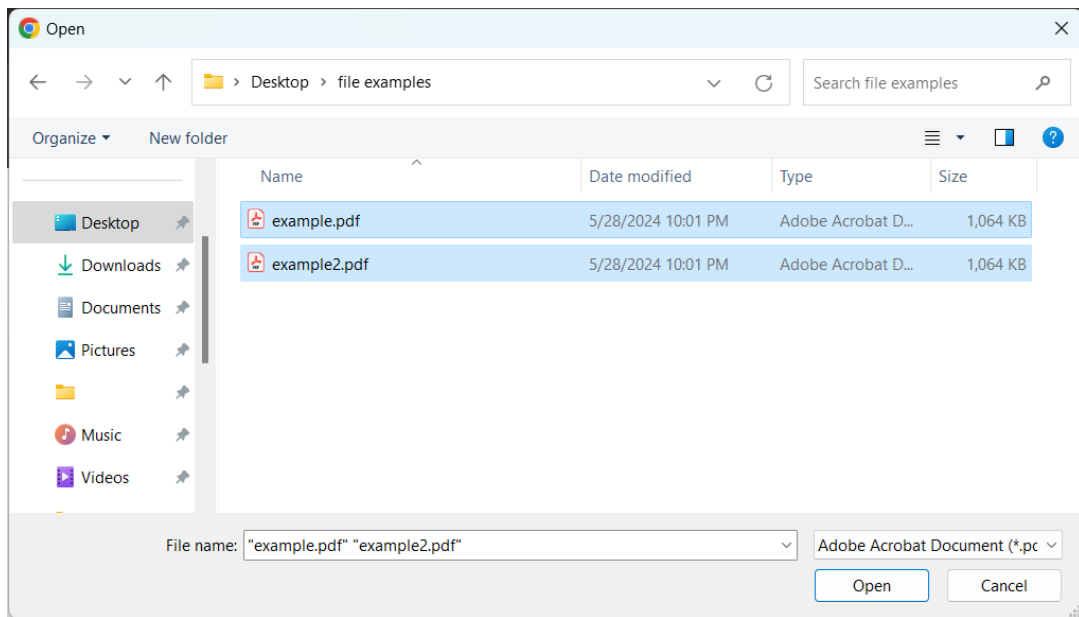 Open
Desktop > file examples
Search file examples
Organize
New folder
Name
Date modified
Type
Size
Desktop
example.pdf
5/28/2024 10:01 PM
Adobe Acrobat D...
1,064 KB
Downloads
example2.pdf
5/28/2024 10:01 PM
Adobe Acrobat D...
1,064 KB
Documents
Pictures
Music
Videos
File name:
"example.pdf" "example2.pdf"
Adobe Acrobat Document (*.pd
Open
Cancel